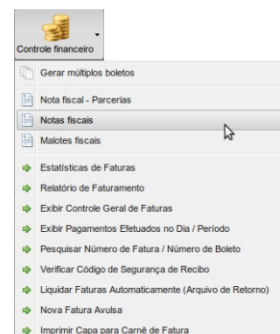 Controle financeiro
Gerar múltiplos boletos
Nota fiscal - Parcerias
Notas fiscais
Malotes fiscais
Estatísticas de Faturas
Relatório de Faturamento
Exibir Controle Geral de Faturas
Exibir Pagamentos Efetuados no Dia / Período
Pesquisar Número de Fatura / Número de Boleto
Verificar Código de Segurança de Recibo
Liquidar Faturas Automaticamente (Arquivo de Retorno)
Nova Fatura Avulsa
Imprimir Capa para Carnê de Fatura